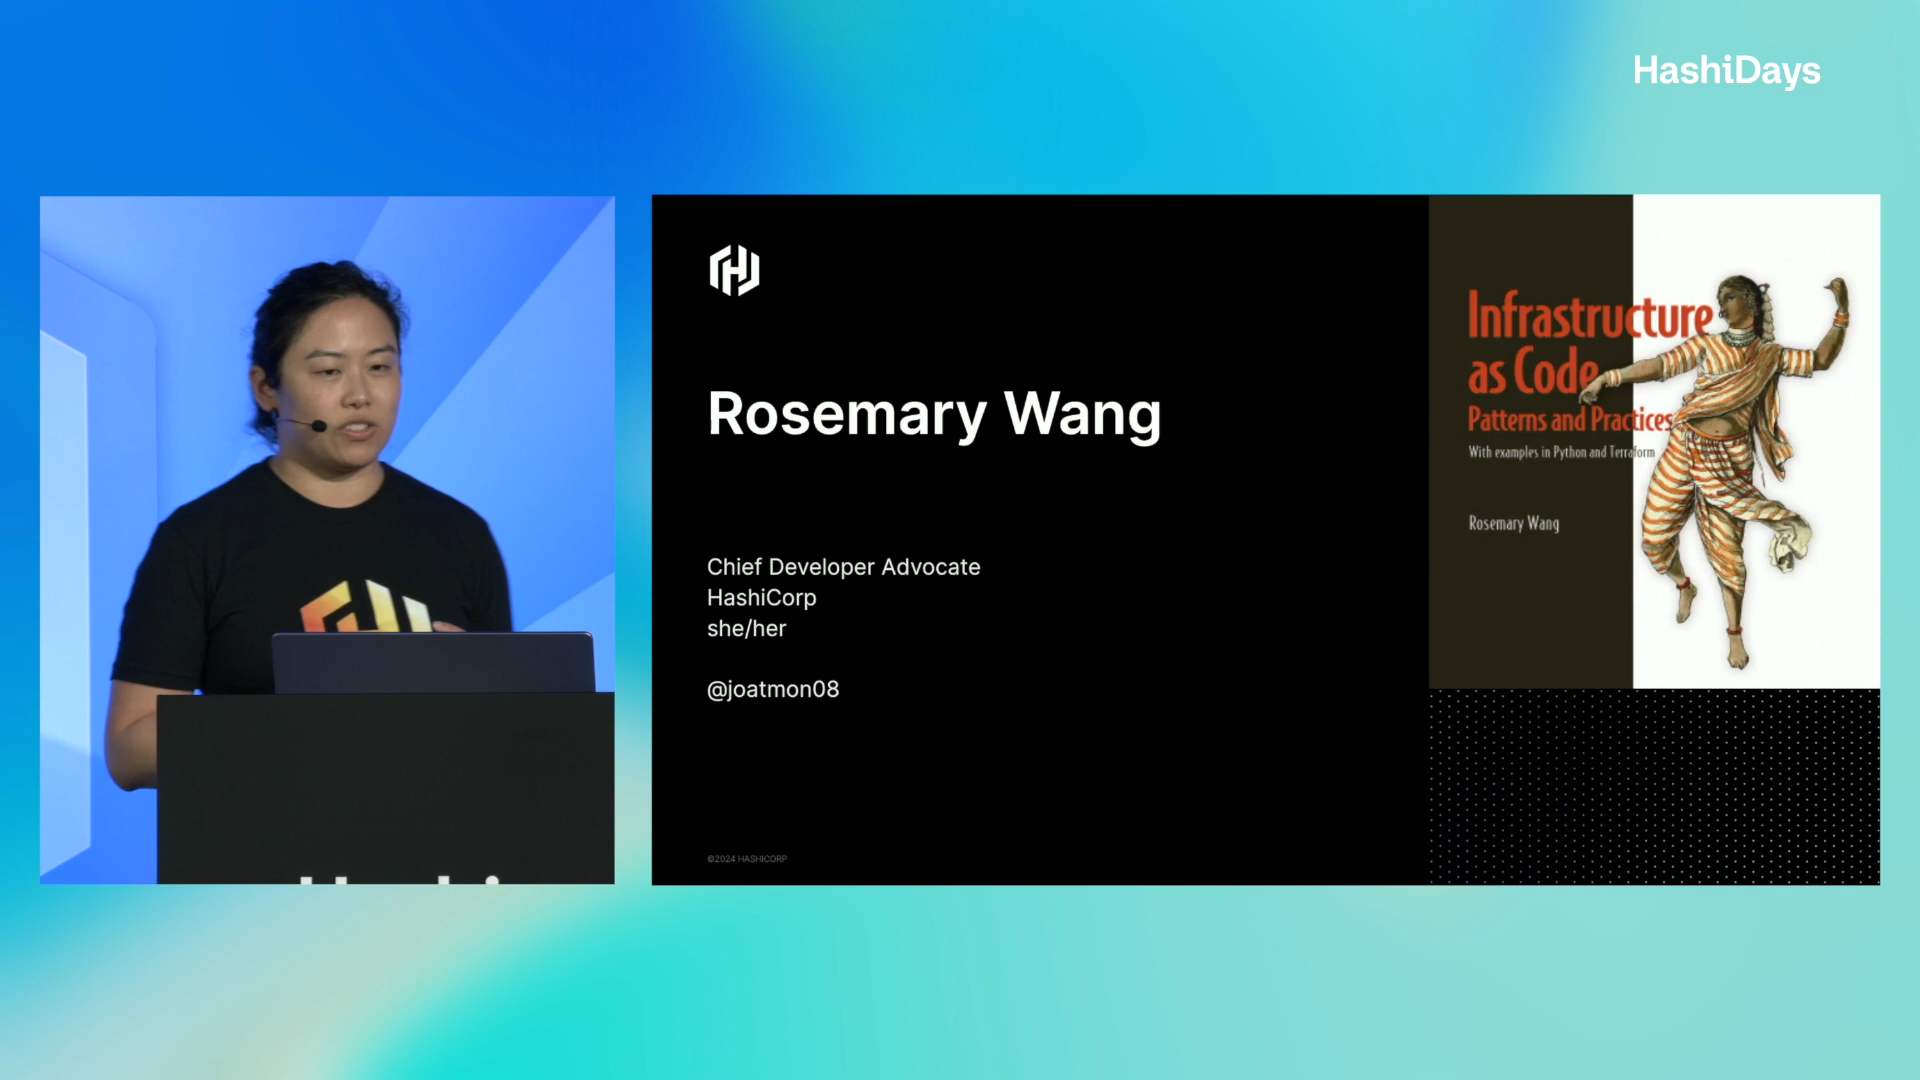 HashiDays
Rosemary Wang
Chief Developer Advocate
HashiCorp
she/her
@joatmon08
©2024 HASHICORP
Infrastructure
as Code
Patterns and Practices
With examples in Python and Terraform
Rosemary Wang